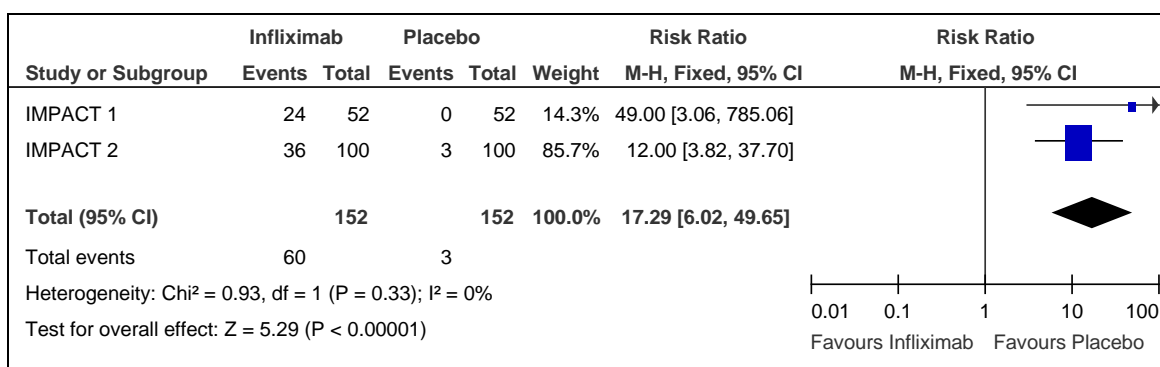 Infliximab Placebo Risk Ratio Risk Ratio
Study or Subgroup Events Total Events Total Weight M-H, Fixed, 95% CI M-H, Fixed, 95% CI
IMPACT 1 24 52 0 52 14.3% 49.00 [3.06, 785.06]
IMPACT 2 36 100 3 100 85.7% 12.00 [3.82, 37.70]
Total (95% CI) 152 152 100.0% 17.29 [6.02, 49.65]
Total events 60 3
Heterogeneity: Chi² = 0.93, df = 1 (P = 0.33); I² = 0%
Test for overall effect: Z = 5.29 (P < 0.00001)
0.01 0.1 1 10 100
Favours Infliximab Favours Placebo